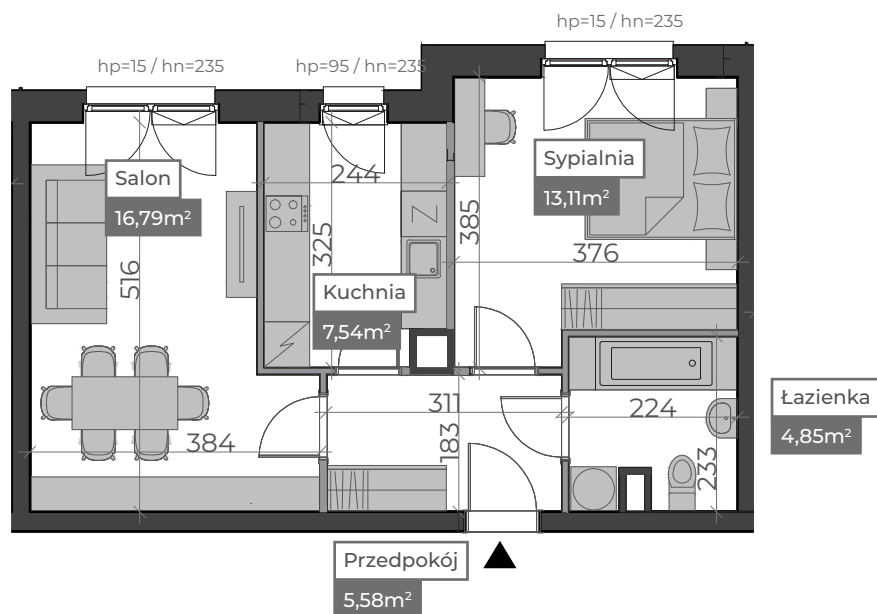 hp=15 / hn=235
hp=15 / hn=235
hp=95 / hn=235
Salon
16,79m²
244
Sypialnia
13,11m²
385
376
325
516
Kuchnia
7,54m²
Z
311
384
183
224
233
Łazienka
4,85m²
Przedpokój
5,58m²